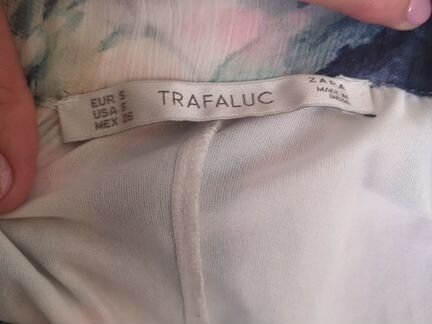 EUR S
USA S
MEX 26
TRAFALUC
ZARA
MADE IN
INDIA